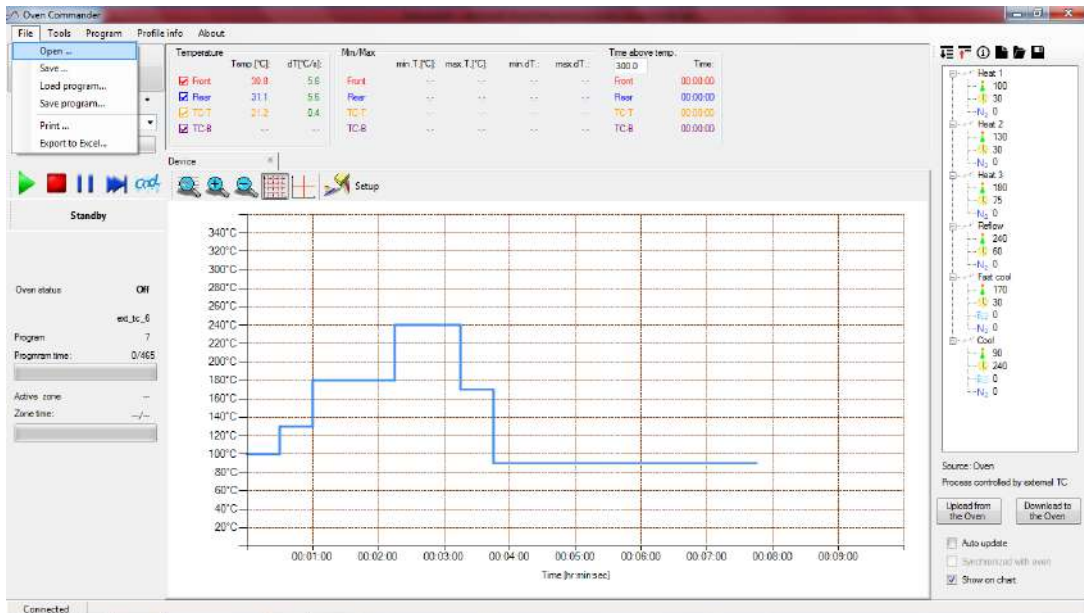 Oven Commander
File Tools Program Profile info About
Open ...
Save ...
Load program...
Save program...
Print ...
Export to Excel...
Temperature
Temp.[°C]: dT[°C/s]:
Front 30.8 5.6
Rear 31.1 5.6
TC-T 31.2 0.4
TC-B -- --
Min/Max
min.T.[°C]: max.T.[°C]: min.dT.: max.dT.:
Front -- -- -- --
Rear -- -- -- --
TC-T -- -- -- --
TC-B -- -- -- --
Time above temp.
300.0 Time:
Front 00:00:00
Rear 00:00:00
TC-T 00:00:00
TC-B 00:00:00
Device
cool
Setup
Standby
Oven status Off
ext_tc_6
Program 7
Programm time: 0/465
Active zone --
Zone time: --/--
340°C
320°C
300°C
280°C
260°C
240°C
220°C
200°C
180°C
160°C
140°C
120°C
100°C
80°C
60°C
40°C
20°C
00:01:00 00:02:00 00:03:00 00:04:00 00:05:00 00:06:00 00:07:00 00:08:00 00:09:00
Time [hr:min:sec]
Heat 1
100
30
N₂ 0
Heat 2
130
30
N₂ 0
Heat 3
180
75
N₂ 0
Reflow
240
60
N₂ 0
Fast cool
170
30
0
N₂ 0
Cool
90
240
0
N₂ 0
Source: Oven
Process controlled by external TC
Upload from the Oven
Download to the Oven
Auto update
Synchronized with oven
Show on chart
Connected